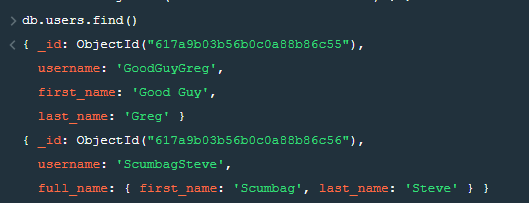 > db.users.find()
< { _id: ObjectId("617a9b03b56b0c0a88b86c55"),
username: 'GoodGuyGreg',
first_name: 'Good Guy',
last_name: 'Greg' }
{ _id: ObjectId("617a9b03b56b0c0a88b86c56"),
username: 'ScumbagSteve',
full_name: { first_name: 'Scumbag', last_name: 'Steve' } }